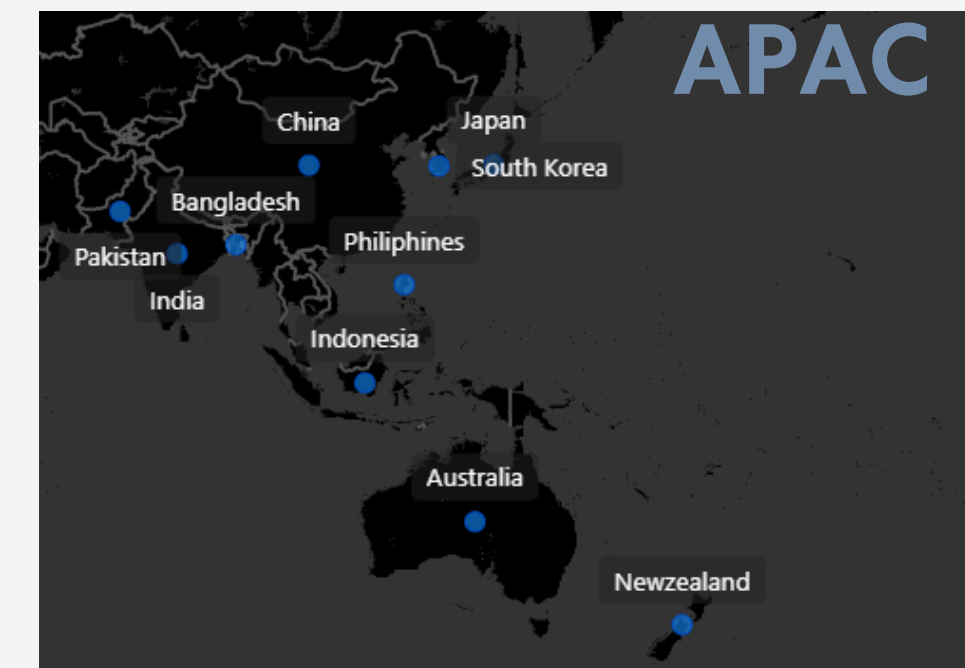 APAC
China
Japan
South Korea
Bangladesh
Philiphines
Pakistan
India
Indonesia
Australia
Newzealand